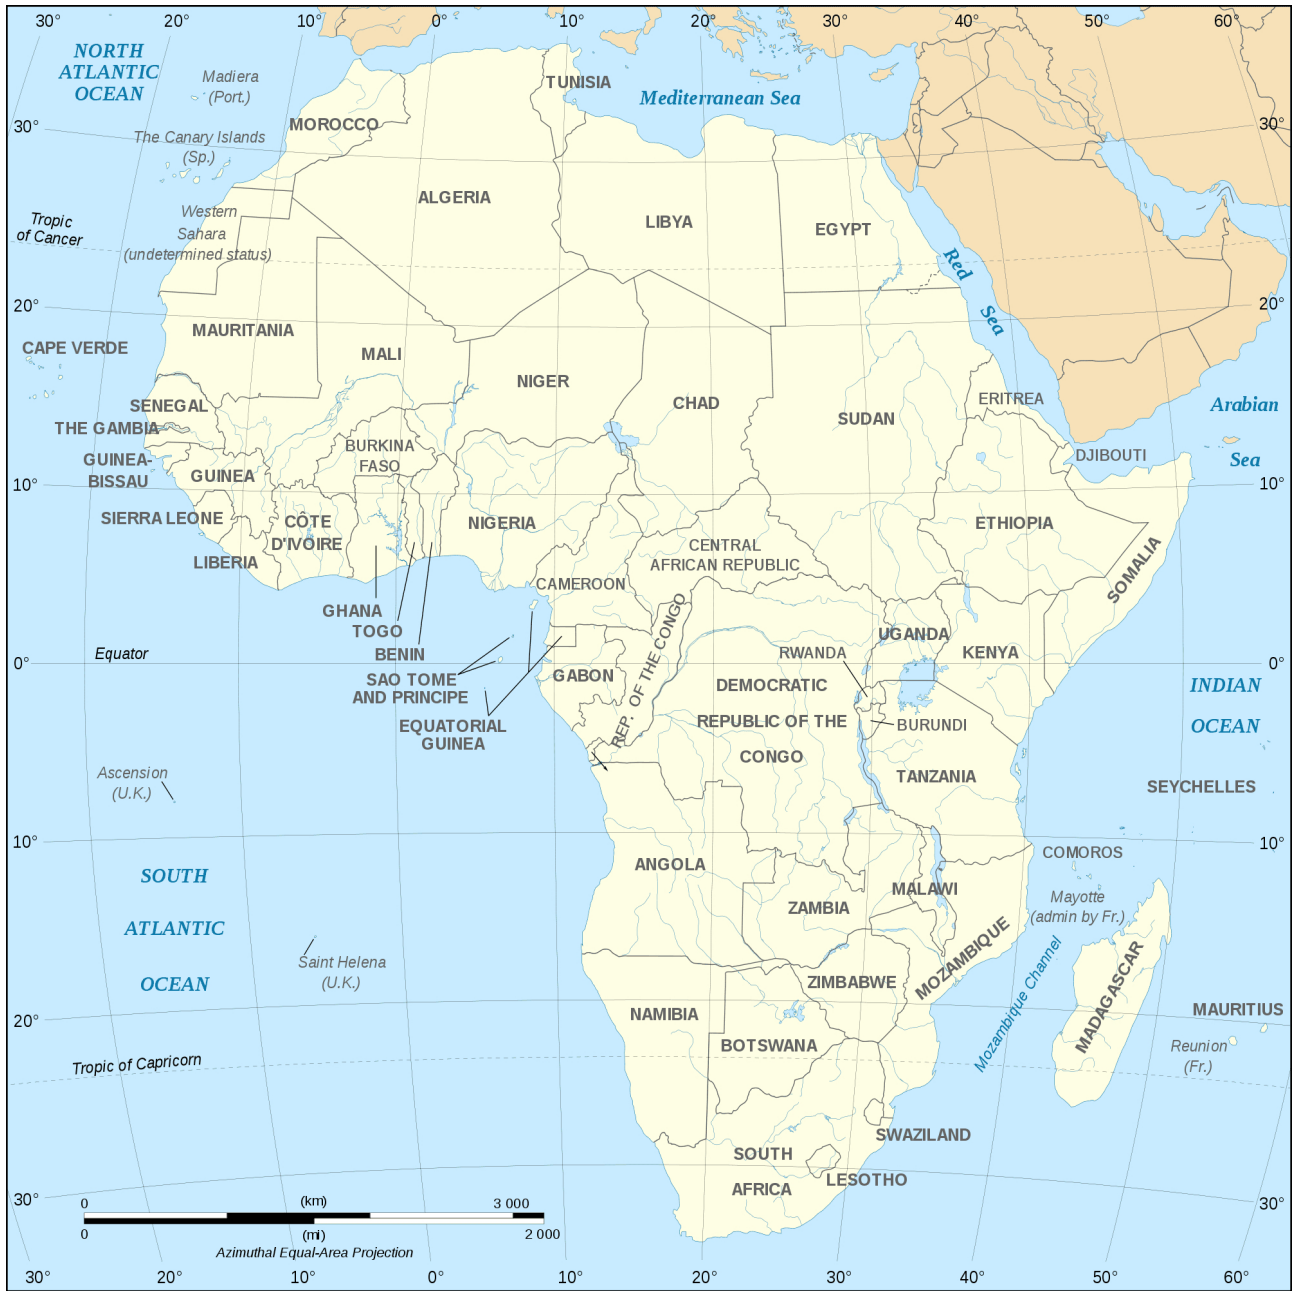 30°
20°
10°
0°
10°
20°
30°
40°
50°
60°
NORTH
ATLANTIC
OCEAN
Madiera
(Port.)
TUNISIA
Mediterranean Sea
MOROCCO
30°
30°
The Canary Islands
(Sp.)
ALGERIA
LIBYA
EGYPT
Western
Sahara
(undetermined status)
Tropic
of Cancer
Red
Sea
20°
20°
MAURITANIA
CAPE VERDE
MALI
NIGER
CHAD
SUDAN
ERITREA
Arabian
Sea
SENEGAL
THE GAMBIA
GUINEA-
BISSAU
GUINEA
BURKINA
FASO
DJIBOUTI
10°
10°
SIERRA LEONE
CÔTE
D'IVOIRE
NIGERIA
ETHIOPIA
CENTRAL
AFRICAN REPUBLIC
LIBERIA
CAMEROON
SOMALIA
GHANA
TOGO
BENIN
UGANDA
KENYA
Equator
RWANDA
0°
0°
SAO TOME
AND PRINCIPE
GABON
REP. OF THE CONGO
DEMOCRATIC
REPUBLIC OF THE
CONGO
INDIAN
OCEAN
EQUATORIAL
GUINEA
BURUNDI
TANZANIA
Ascension
(U.K.)
SEYCHELLES
10°
10°
COMOROS
ANGOLA
SOUTH
ATLANTIC
OCEAN
MALAWI
ZAMBIA
Mayotte
(admin by Fr.)
MOZAMBIQUE
Saint Helena
(U.K.)
ZIMBABWE
Mozambique Channel
MADAGASCAR
NAMIBIA
BOTSWANA
MAURITIUS
20°
20°
Reunion
(Fr.)
Tropic of Capricorn
SWAZILAND
SOUTH
AFRICA
LESOTHO
30°
30°
0
(km)
3 000
0
(mi)
2 000
Azimuthal Equal-Area Projection
30°
20°
10°
0°
10°
20°
30°
40°
50°
60°